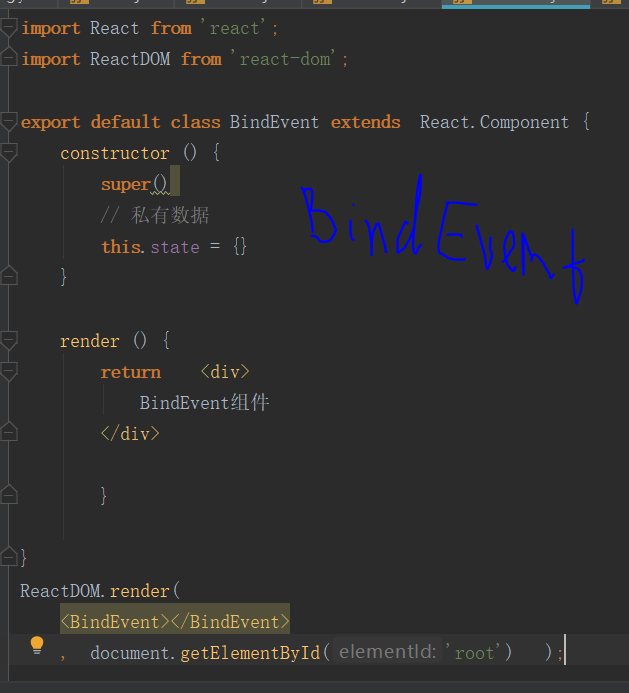 import React from 'react';
import ReactDOM from 'react-dom';
export default class BindEvent extends  React.Component {
constructor () {
super()
// 私有数据
this.state = {}
}
bindEvent
render () {
return    <div>
BindEvent组件
</div>
}
}
ReactDOM.render(
<BindEvent></BindEvent>
,  document.getElementById( elementId: 'root')   );